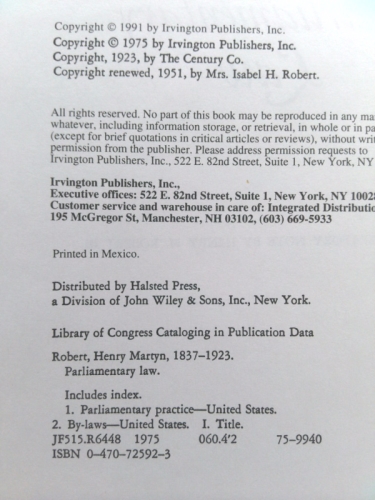 Copyright © 1991 by Irvington Publishers, Inc.
Copyright © 1975 by Irvington Publishers, Inc.
Copyright, 1923, by The Century Co.
Copyright renewed, 1951, by Mrs. Isabel H. Robert.
All rights reserved. No part of this book may be reproduced in any ma
whatever, including information storage, or retrieval, in whole or in pa
(except for brief quotations in critical articles or reviews), without writ
permission from the publisher. Please address permission requests to
Irvington Publishers, Inc., 522 E. 82nd Street, Suite 1, New York, NY
Irvington Publishers, Inc.,
Executive offices: 522 E. 82nd Street, Suite 1, New York, NY 10028
Customer service and warehouse in care of: Integrated Distributio
195 McGregor St, Manchester, NH 03102, (603) 669-5933
Printed in Mexico.
Distributed by Halsted Press,
a Division of John Wiley & Sons, Inc., New York.
Library of Congress Cataloging in Publication Data
Robert, Henry Martyn, 1837-1923.
Parliamentary law.
Includes index.
1. Parliamentary practice—United States.
2. By-laws—United States. I. Title.
JF515.R6448 1975 060.4'2 75-9940
ISBN 0-470-72592-3